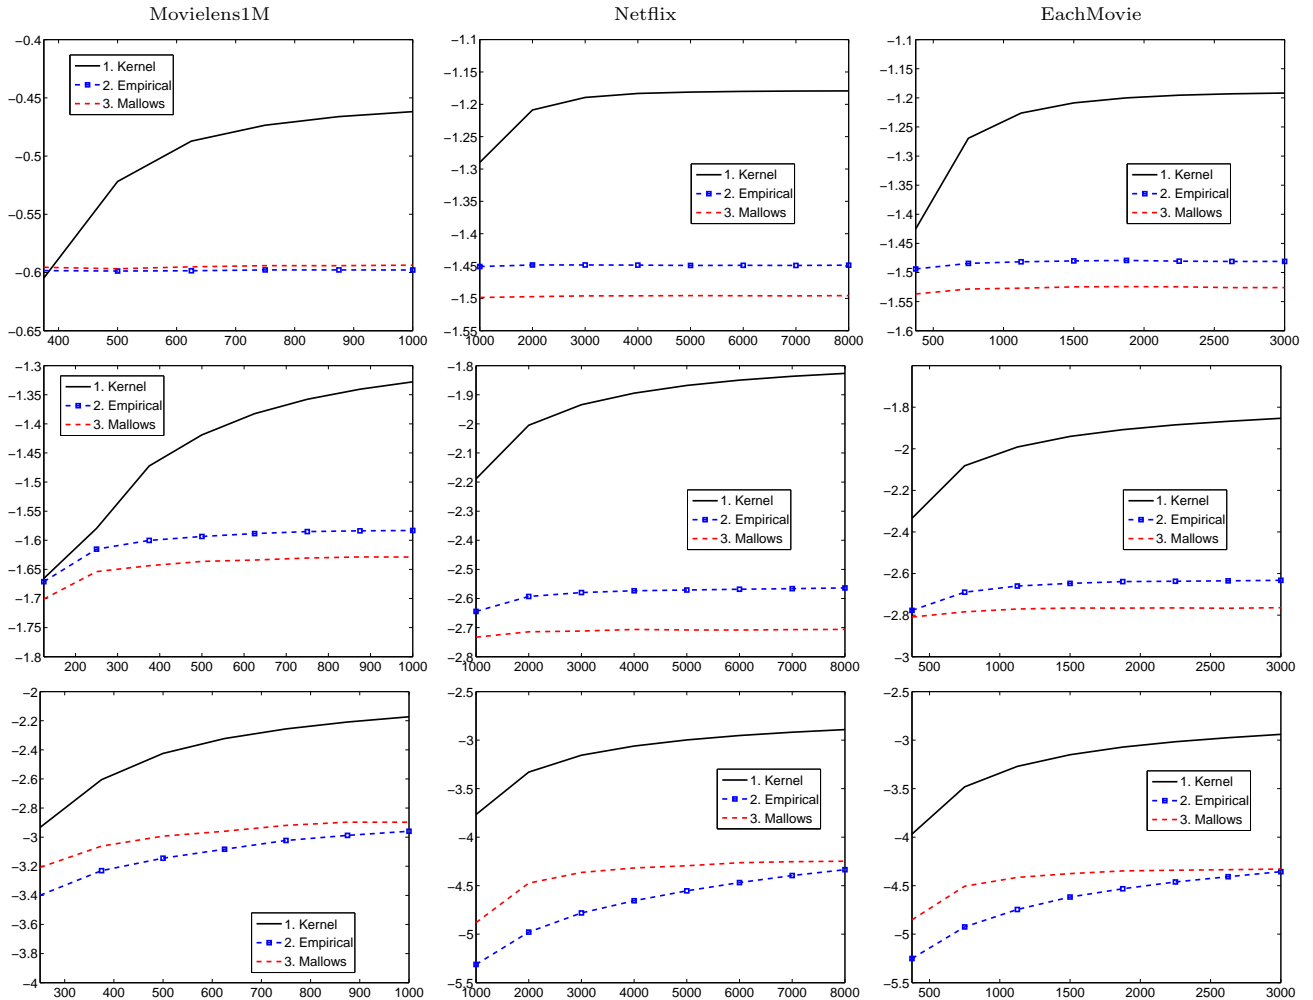 Movielens1M Netflix EachMovie
−0.4
−0.45
−0.5
−0.55
−0.6
−0.65
400 500 600 700 800 900 1000
1. Kernel
2. Empirical
3. Mallows
−1.1
−1.15
−1.2
−1.25
−1.3
−1.35
−1.4
−1.45
−1.5
−1.55
1000 2000 3000 4000 5000 6000 7000 8000
1. Kernel
2. Empirical
3. Mallows
−1.1
−1.15
−1.2
−1.25
−1.3
−1.35
−1.4
−1.45
−1.5
−1.55
−1.6
500 1000 1500 2000 2500 3000
1. Kernel
2. Empirical
3. Mallows
−1.3
−1.35
−1.4
−1.45
−1.5
−1.55
−1.6
−1.65
−1.7
−1.75
−1.8
200 300 400 500 600 700 800 900 1000
1. Kernel
2. Empirical
3. Mallows
−1.8
−1.9
−2
−2.1
−2.2
−2.3
−2.4
−2.5
−2.6
−2.7
−2.8
1000 2000 3000 4000 5000 6000 7000 8000
1. Kernel
2. Empirical
3. Mallows
−1.8
−2
−2.2
−2.4
−2.6
−2.8
−3
500 1000 1500 2000 2500 3000
1. Kernel
2. Empirical
3. Mallows
−2
−2.2
−2.4
−2.6
−2.8
−3
−3.2
−3.4
−3.6
−3.8
−4
300 400 500 600 700 800 900 1000
1. Kernel
2. Empirical
3. Mallows
−2.5
−3
−3.5
−4
−4.5
−5
−5.5
1000 2000 3000 4000 5000 6000 7000 8000
1. Kernel
2. Empirical
3. Mallows
−2.5
−3
−3.5
−4
−4.5
−5
−5.5
500 1000 1500 2000 2500 3000
1. Kernel
2. Empirical
3. Mallows